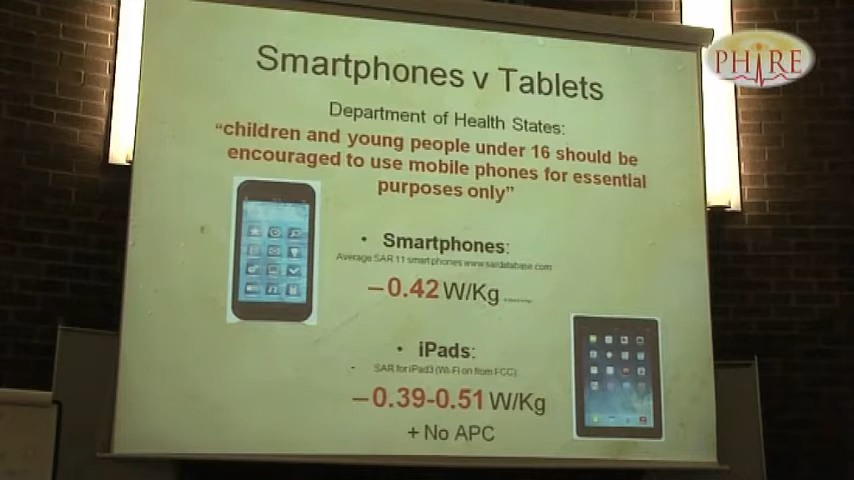 PHIRE
Smartphones v Tablets
Department of Health States:
“children and young people under 16 should be
encouraged to use mobile phones for essential
purposes only”
• Smartphones:
Average SAR 11 smart phones www.sardatabase.com
–0.42 W/Kg
• iPads:
- SAR for iPad3 (Wi-Fi on from FCC)
–0.39-0.51 W/Kg
+ No APC